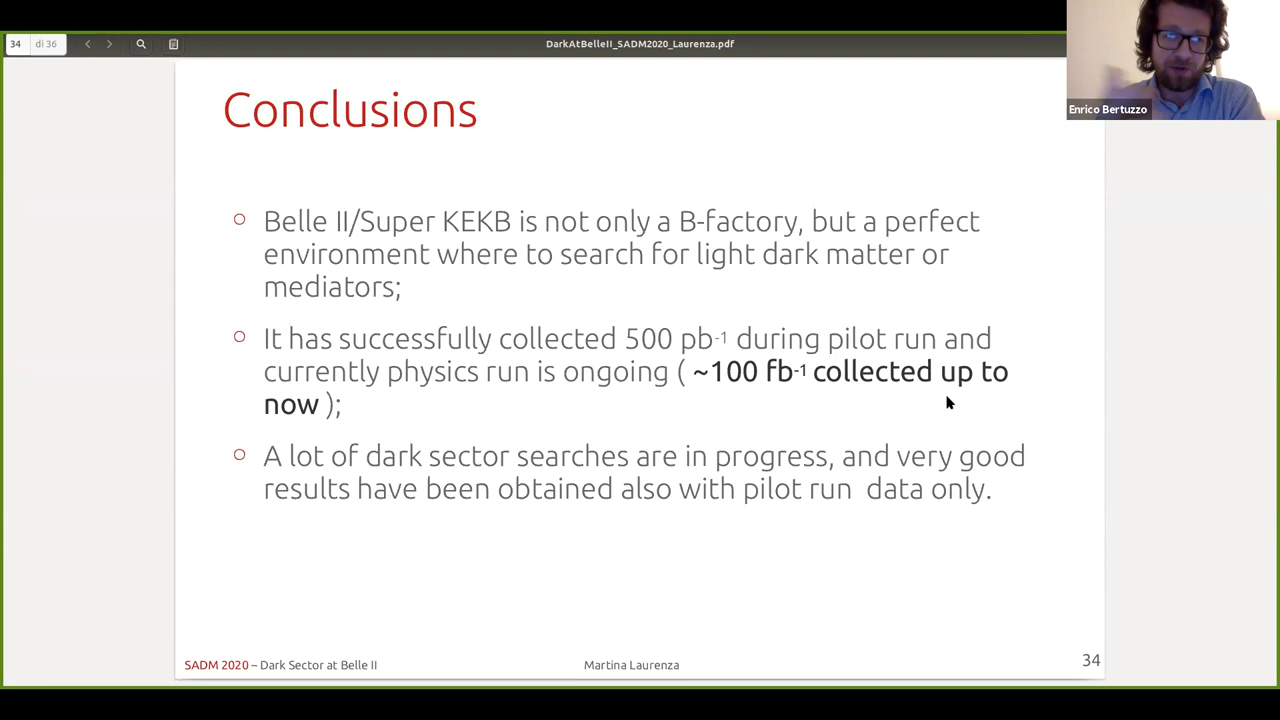 34 di 36
DarkAtBelleII_SADM2020_Laurenza.pdf
Enrico Bertuzzo
Conclusions
Belle II/Super KEKB is not only a B-factory, but a perfect
environment where to search for light dark matter or
mediators;
It has successfully collected 500 pb-1 during pilot run and
currently physics run is ongoing ( ~100 fb-1 collected up to
now );
A lot of dark sector searches are in progress, and very good
results have been obtained also with pilot run data only.
SADM 2020 – Dark Sector at Belle II
Martina Laurenza
34